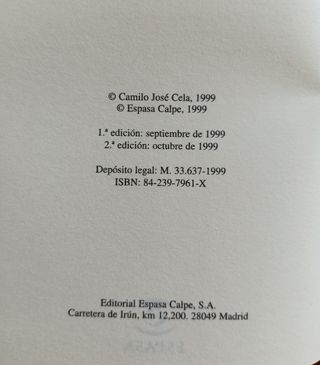 © Camilo José Cela, 1999
© Espasa Calpe, 1999
1.ª edición: septiembre de 1999
2.ª edición: octubre de 1999
Depósito legal: M. 33.637-1999
ISBN: 84-239-7961-X
Editorial Espasa Calpe, S.A.
Carretera de Irún, km 12,200. 28049 Madrid
ESPASA